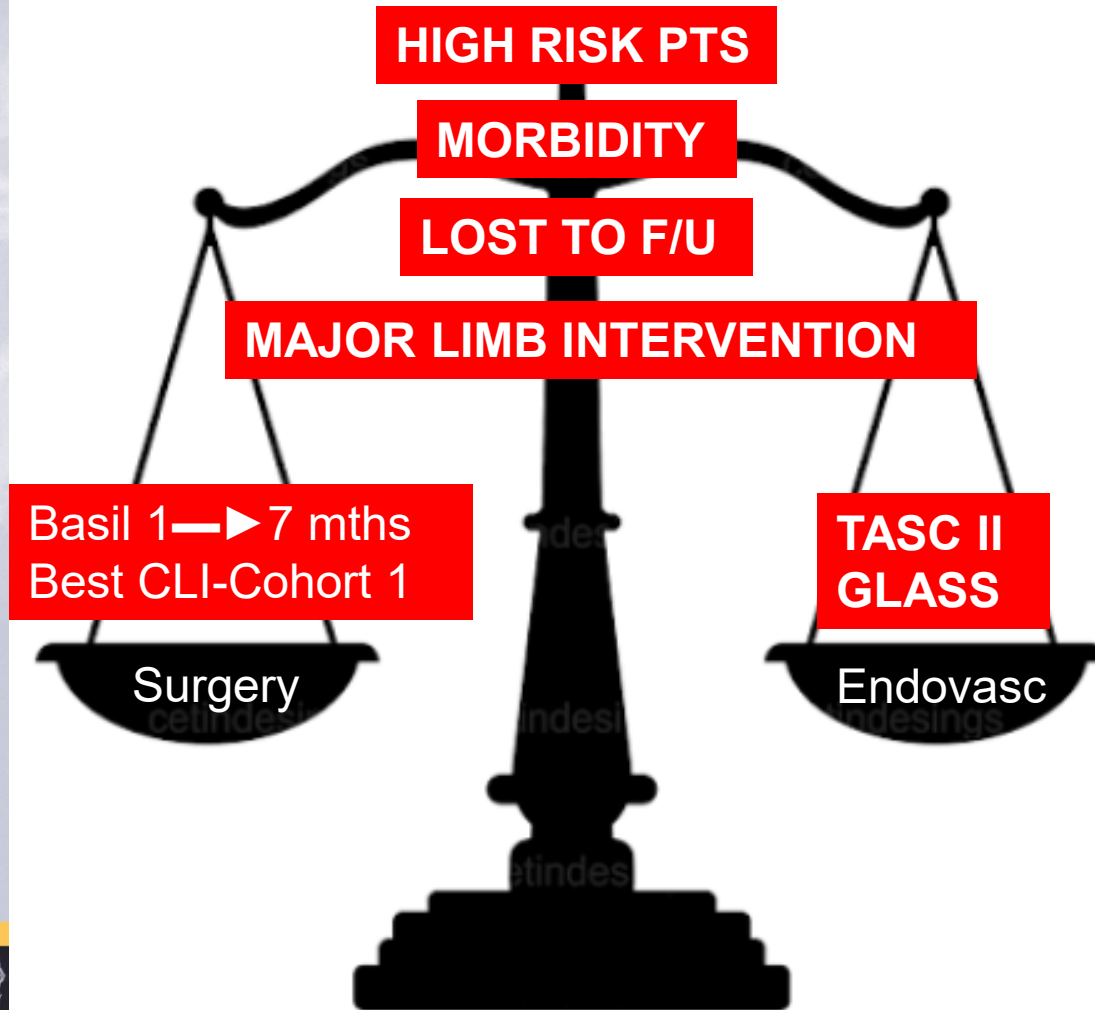 HIGH RISK PTS
MORBIDITY
LOST TO F/U
MAJOR LIMB INTERVENTION
Basil 1 ─► 7 mths
Best CLI-Cohort 1
TASC II
GLASS
Surgery
Endovasc